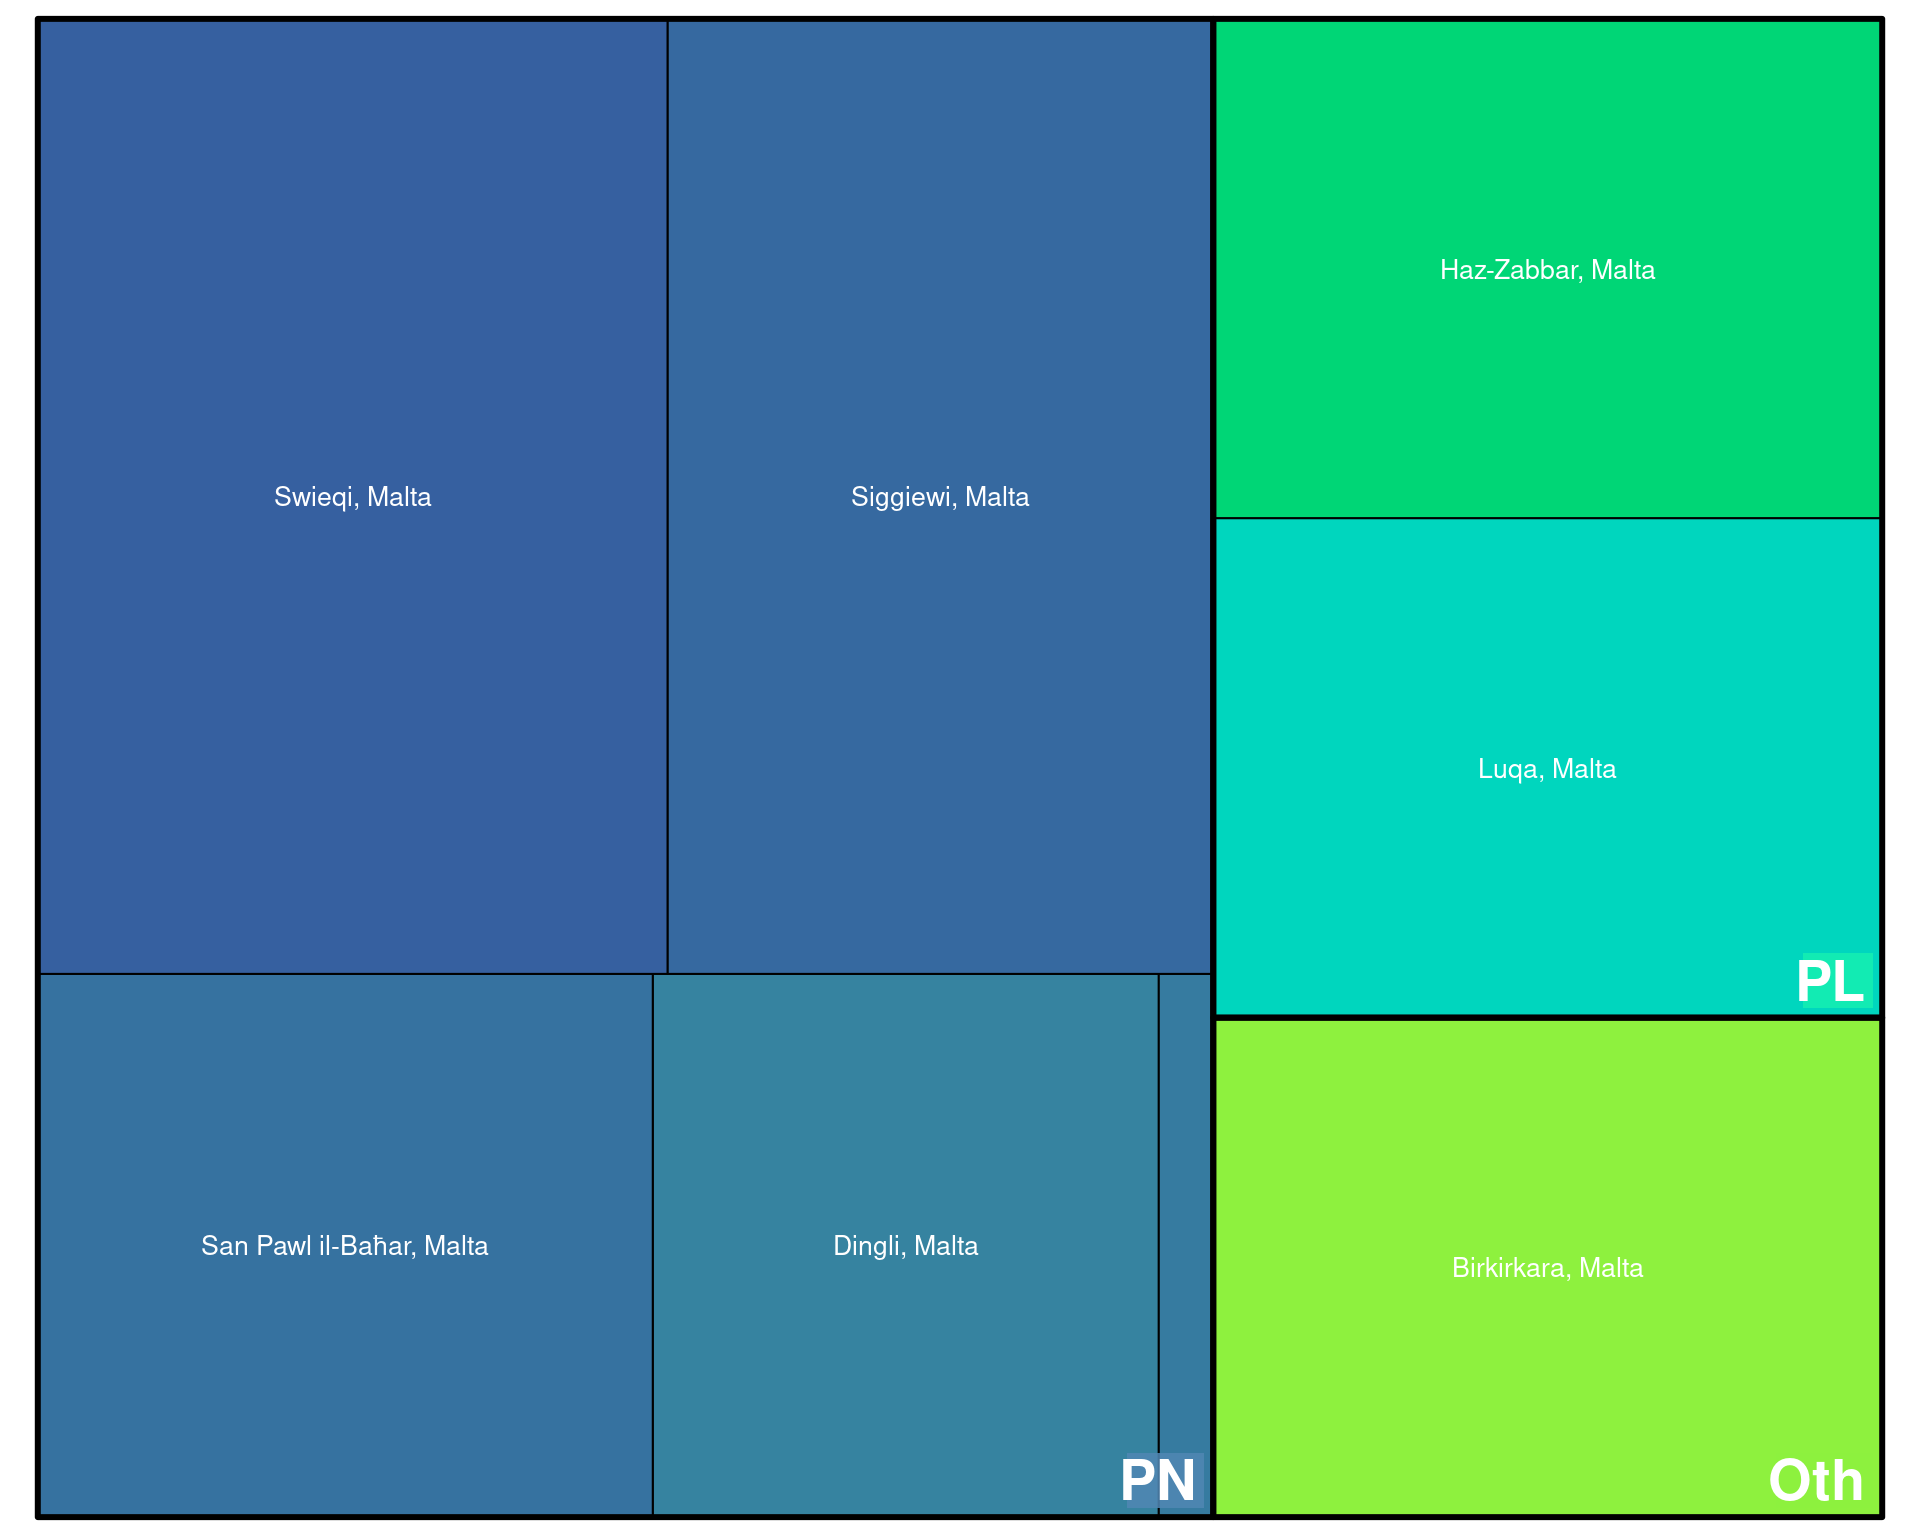 Swieqi, Malta
Siggiewi, Malta
Haz-Zabbar, Malta
Luqa, Malta
PL
San Pawl il-Baħar, Malta
Dingli, Malta
PN
Birkirkara, Malta
Oth